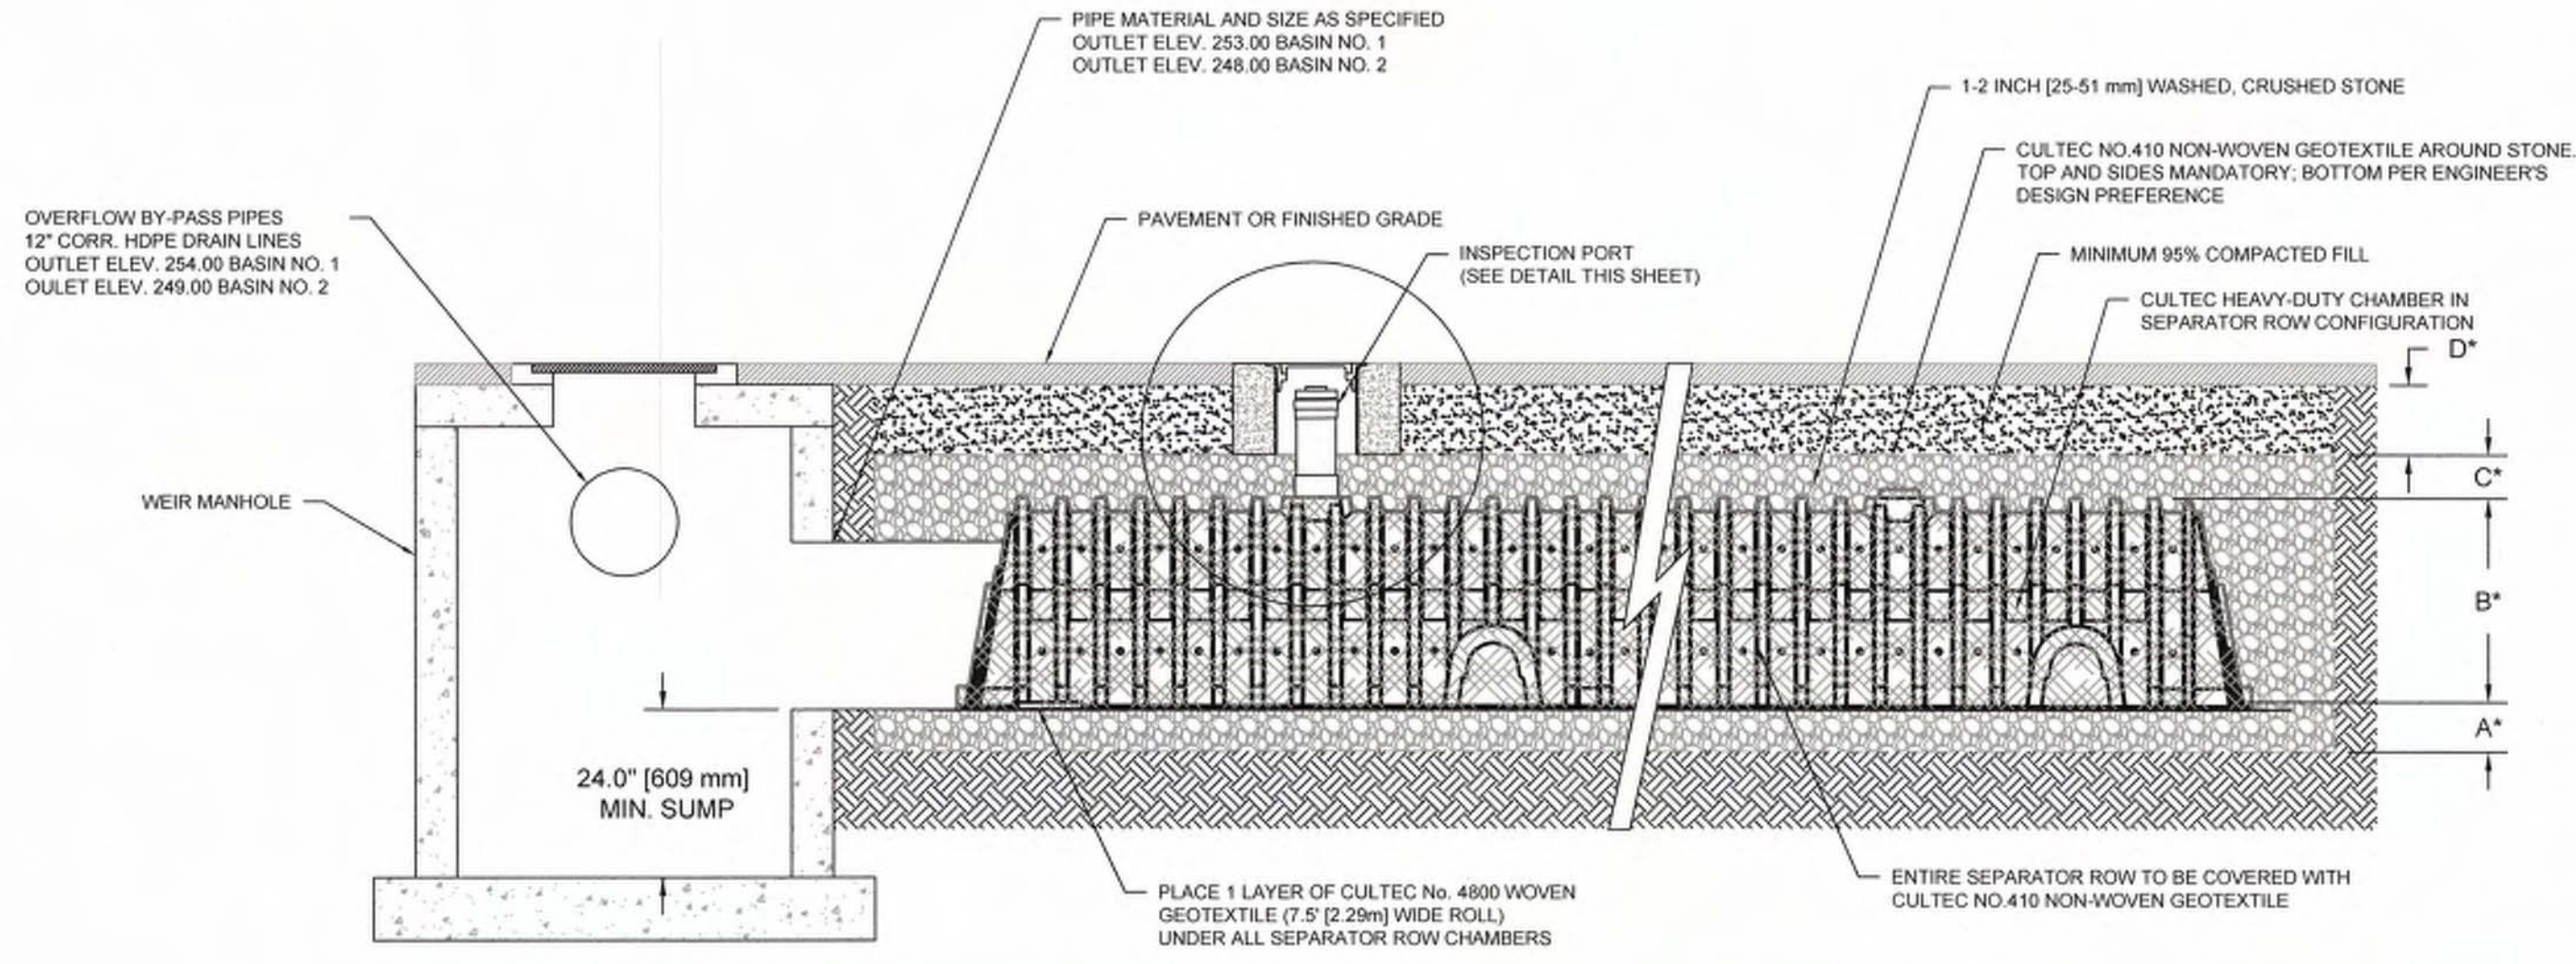 PIPE MATERIAL AND SIZE AS SPECIFIED
OUTLET ELEV. 253.00 BASIN NO. 1
OUTLET ELEV. 248.00 BASIN NO. 2
1-2 INCH [25-51 mm] WASHED, CRUSHED STONE
CULTEC NO.410 NON-WOVEN GEOTEXTILE AROUND STONE.
TOP AND SIDES MANDATORY; BOTTOM PER ENGINEER'S
DESIGN PREFERENCE
OVERFLOW BY-PASS PIPES
12" CORR. HDPE DRAIN LINES
OUTLET ELEV. 254.00 BASIN NO. 1
OULET ELEV. 249.00 BASIN NO. 2
PAVEMENT OR FINISHED GRADE
INSPECTION PORT
(SEE DETAIL THIS SHEET)
MINIMUM 95% COMPACTED FILL
CULTEC HEAVY-DUTY CHAMBER IN
SEPARATOR ROW CONFIGURATION
D*
C*
WEIR MANHOLE
B*
A*
24.0" [609 mm]
MIN. SUMP
PLACE 1 LAYER OF CULTEC No. 4800 WOVEN
GEOTEXTILE (7.5' [2.29m] WIDE ROLL)
UNDER ALL SEPARATOR ROW CHAMBERS
ENTIRE SEPARATOR ROW TO BE COVERED WITH
CULTEC NO.410 NON-WOVEN GEOTEXTILE